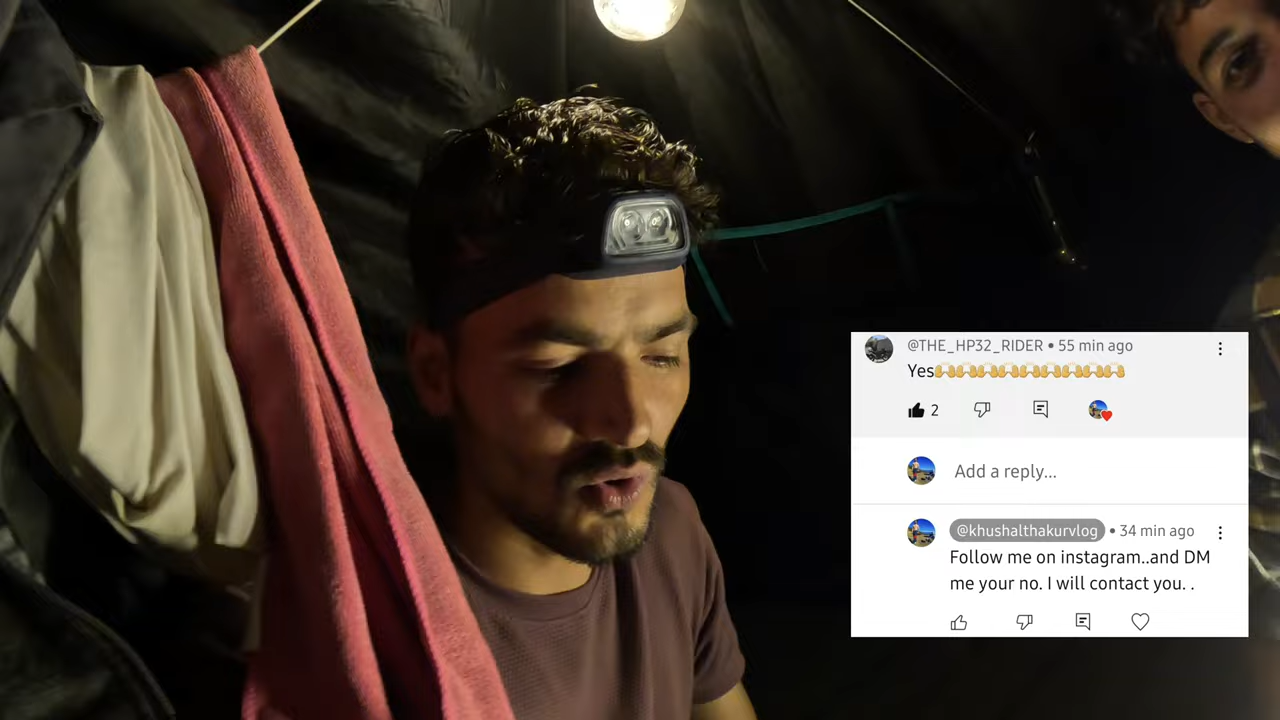 @THE_HP32_RIDER • 55 min ago
Yes🙌🙌🙌🙌🙌🙌🙌🙌🙌🙌
2
Add a reply...
@khushalthakurvlog • 34 min ago
Follow me on instagram..and DM
me your no. I will contact you. .